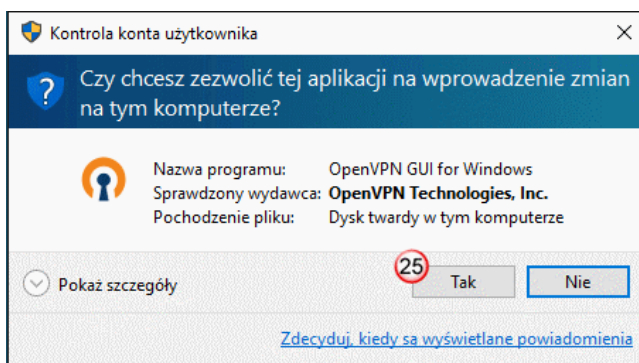 Kontrola konta użytkownika
Czy chcesz zezwolić tej aplikacji na wprowadzenie zmian
na tym komputerze?
Nazwa programu: OpenVPN GUI for Windows
Sprawdzony wydawca: OpenVPN Technologies, Inc.
Pochodzenie pliku: Dysk twardy w tym komputerze
Pokaż szczegóły
25
Tak
Nie
Zdecyduj, kiedy są wyświetlane powiadomienia